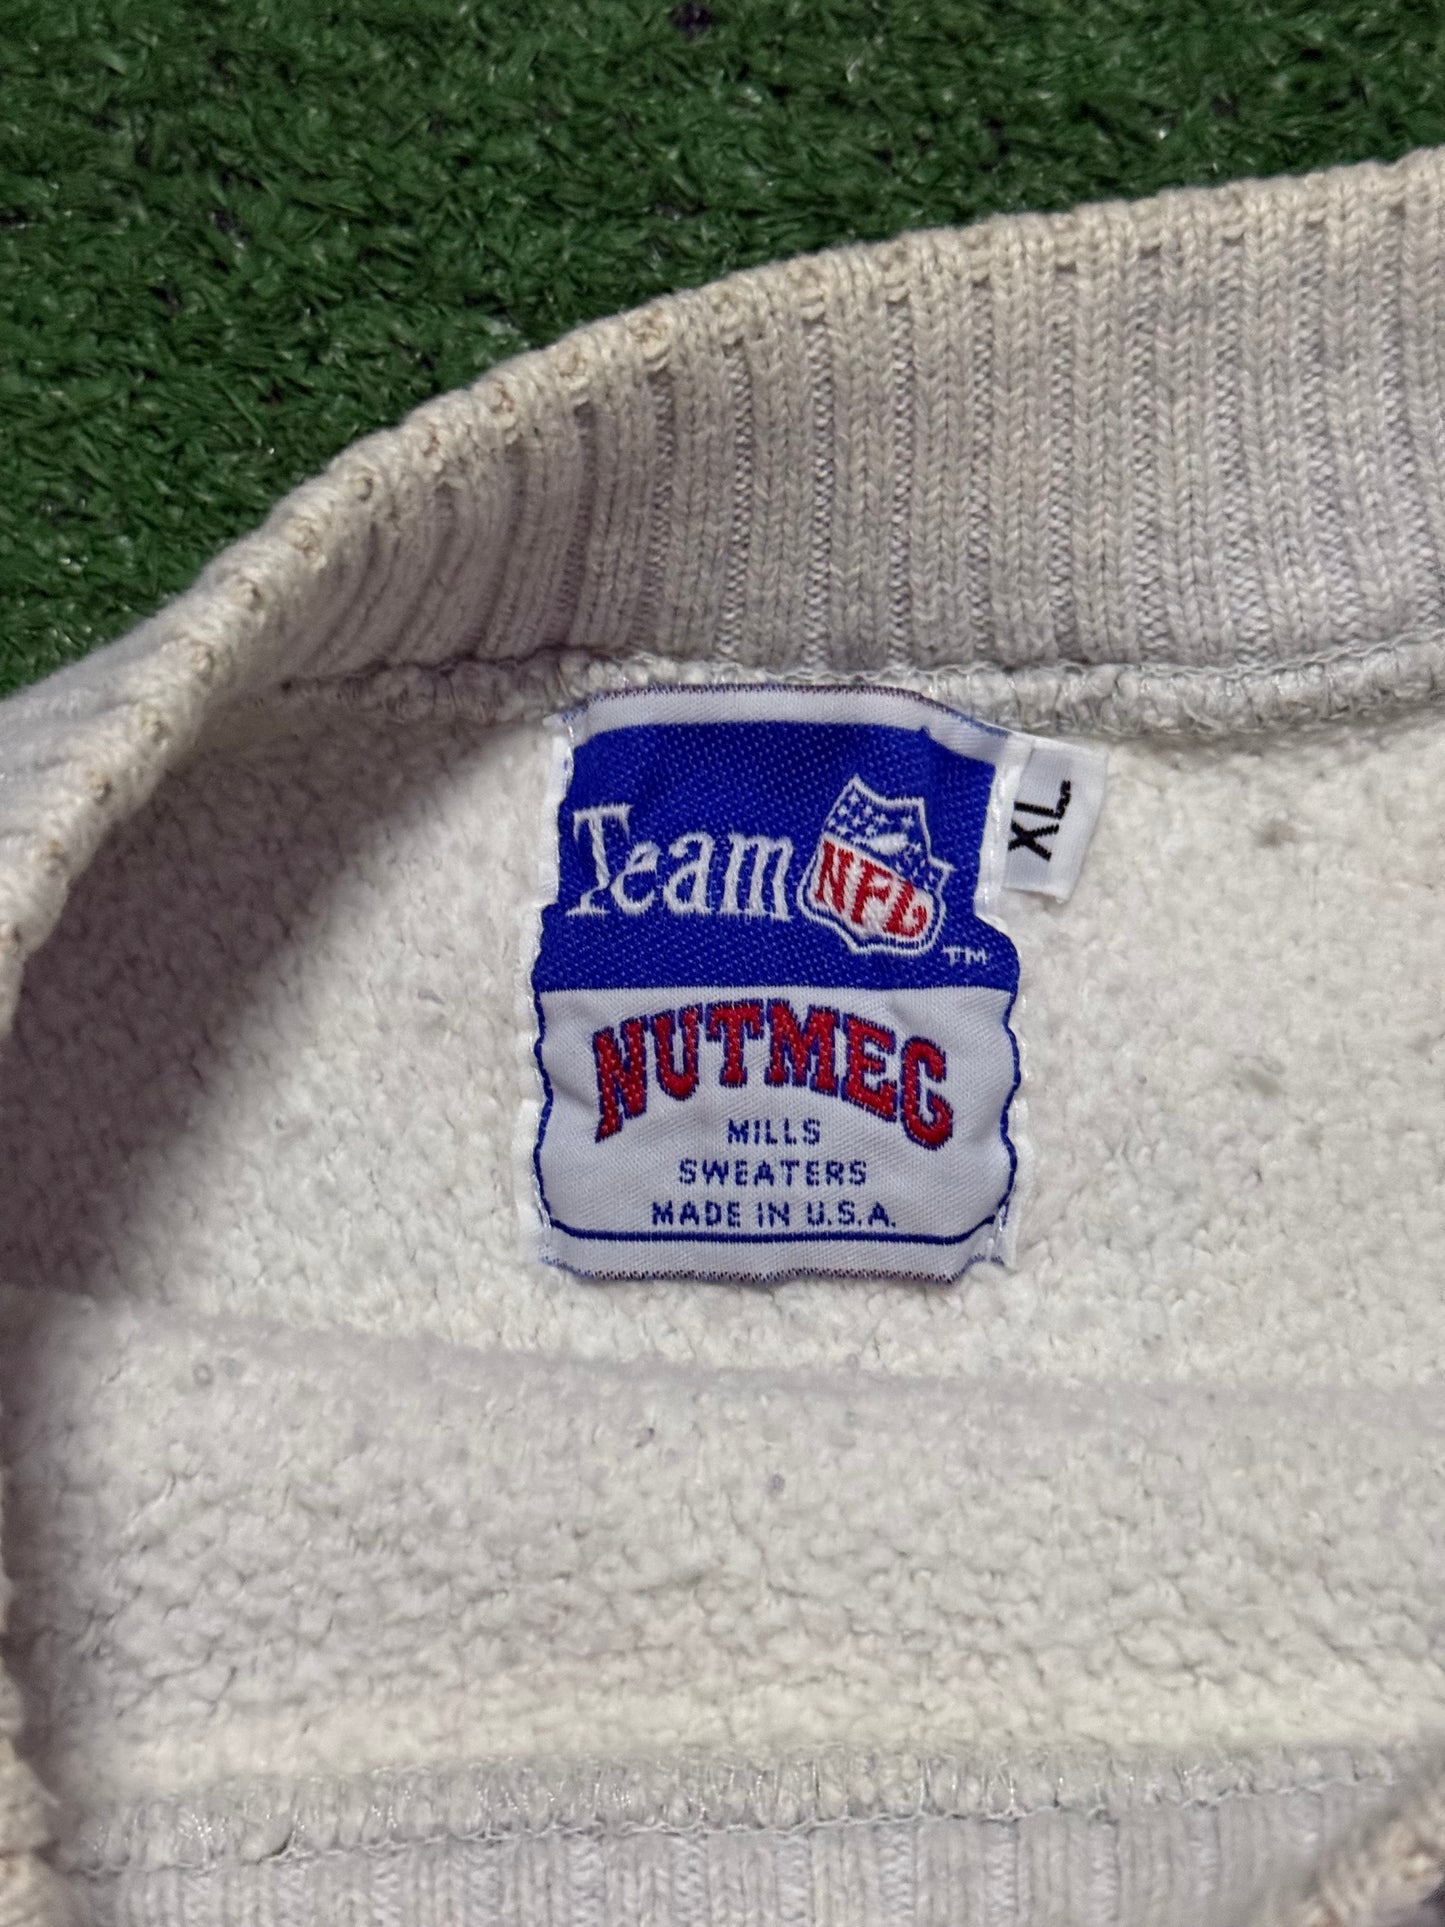 Team NFL TM
XL
NUTMEG
MILLS
SWEATERS
MADE IN U.S.A.